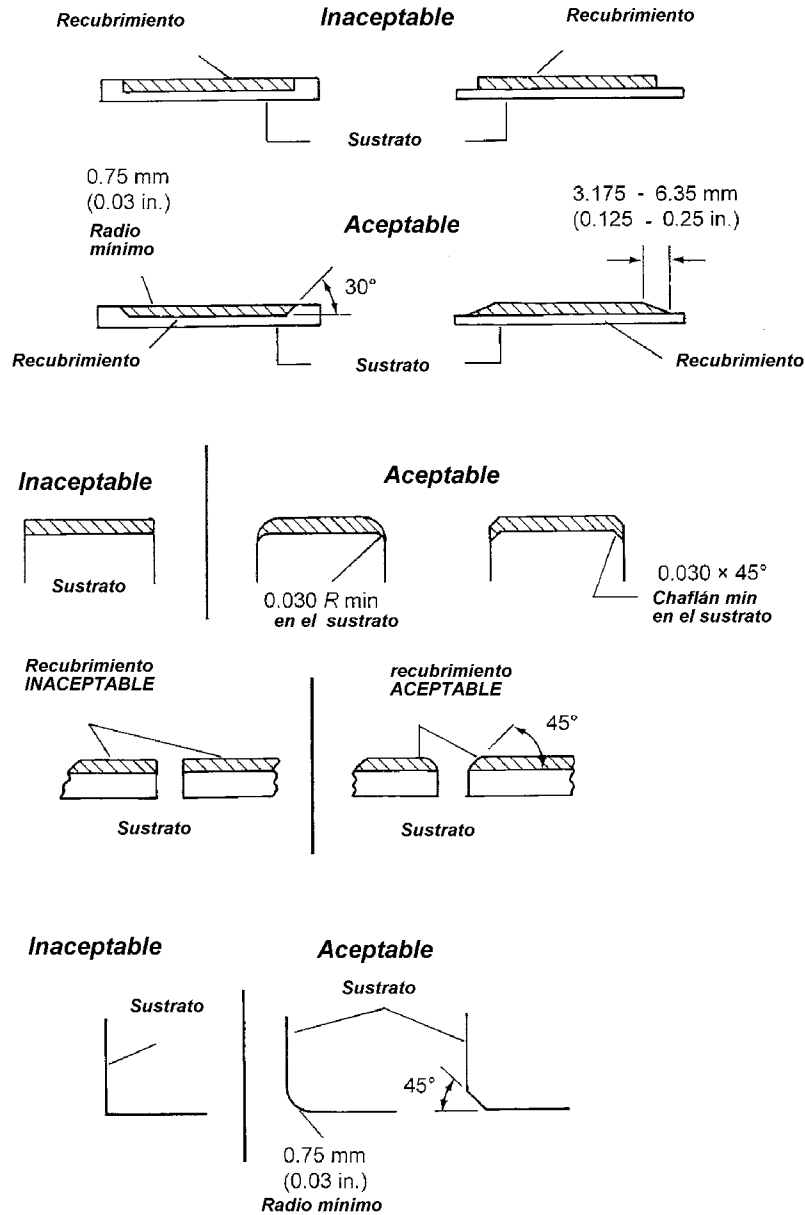 Recubrimiento
Inaceptable
Recubrimiento
Sustrato
0.75 mm
(0.03 in.)
Radio
mínimo
Aceptable
3.175 - 6.35 mm
(0.125 - 0.25 in.)
30°
Recubrimiento
Sustrato
Recubrimiento
Inaceptable
Aceptable
Sustrato
0.030 R min
en el sustrato
0.030 × 45°
Chaflán min
en el sustrato
Recubrimiento
INACEPTABLE
recubrimiento
ACEPTABLE
45°
Sustrato
Sustrato
Inaceptable
Aceptable
Sustrato
Sustrato
45°
0.75 mm
(0.03 in.)
Radio mínimo